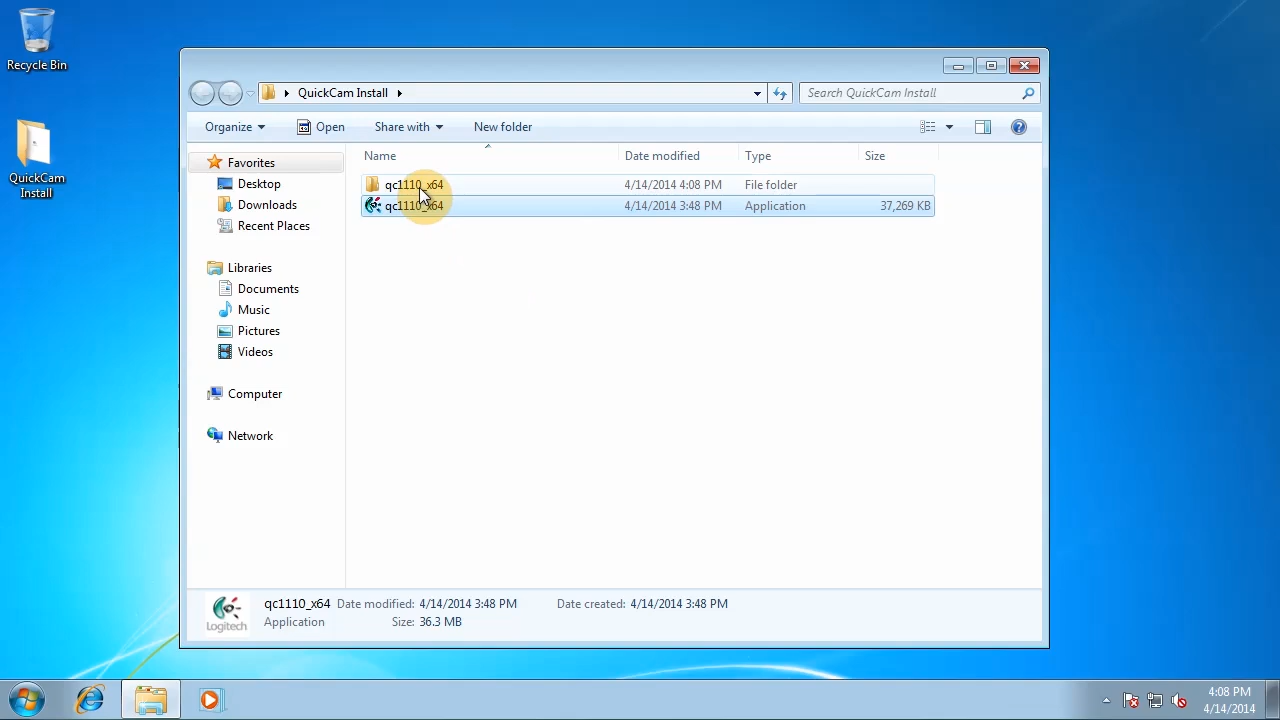 Recycle Bin
QuickCam
Install
QuickCam Install
Search QuickCam Install
Organize
Open
Share with
New folder
Name
Date modified
Type
Size
qc1110_x64
4/14/2014 4:08 PM
File folder
qc1110_x64
4/14/2014 3:48 PM
Application
37,269 KB
Favorites
Desktop
Downloads
Recent Places
Libraries
Documents
Music
Pictures
Videos
Computer
Network
Logitech
qc1110_x64
Date modified: 4/14/2014 3:48 PM
Date created: 4/14/2014 3:48 PM
Application
Size: 36.3 MB
4:08 PM
4/14/2014